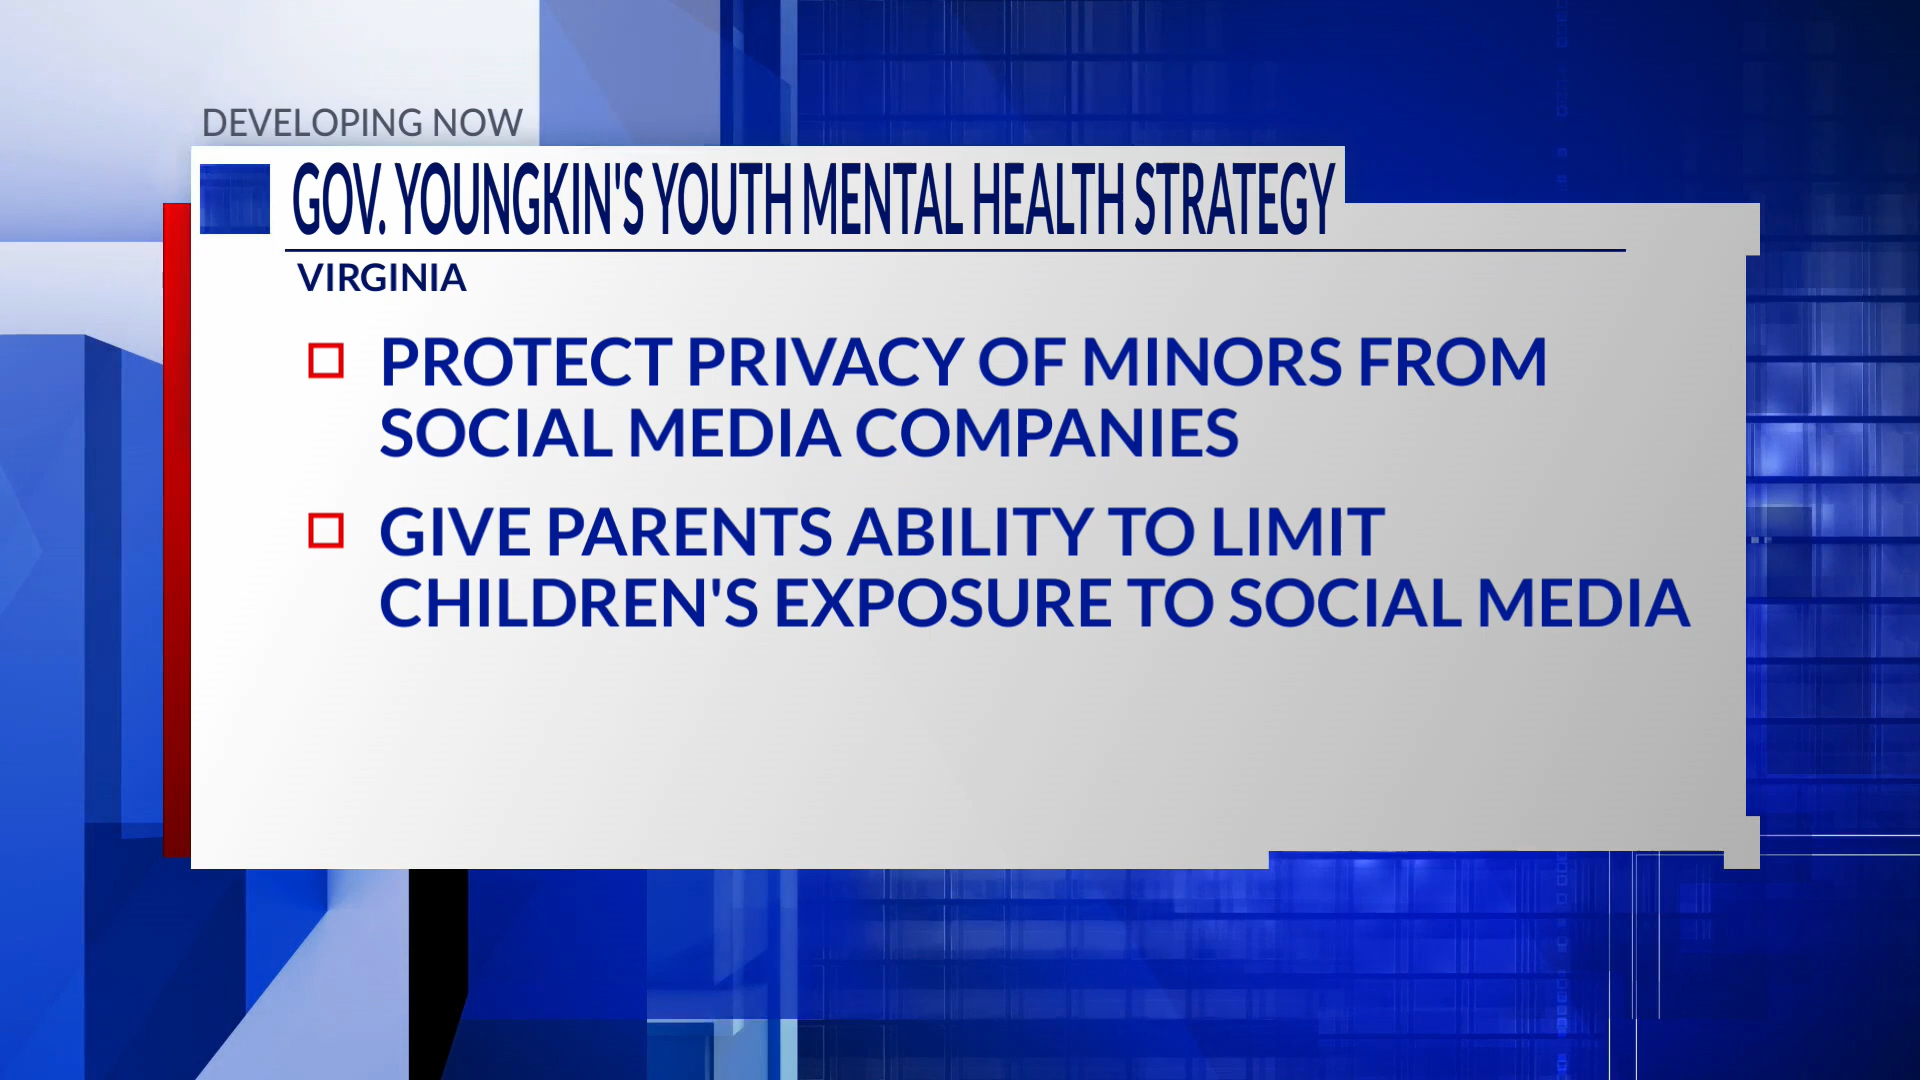 DEVELOPING NOW
GOV. YOUNGKIN'S YOUTH MENTAL HEALTH STRATEGY
VIRGINIA
PROTECT PRIVACY OF MINORS FROM
SOCIAL MEDIA COMPANIES
GIVE PARENTS ABILITY TO LIMIT
CHILDREN'S EXPOSURE TO SOCIAL MEDIA